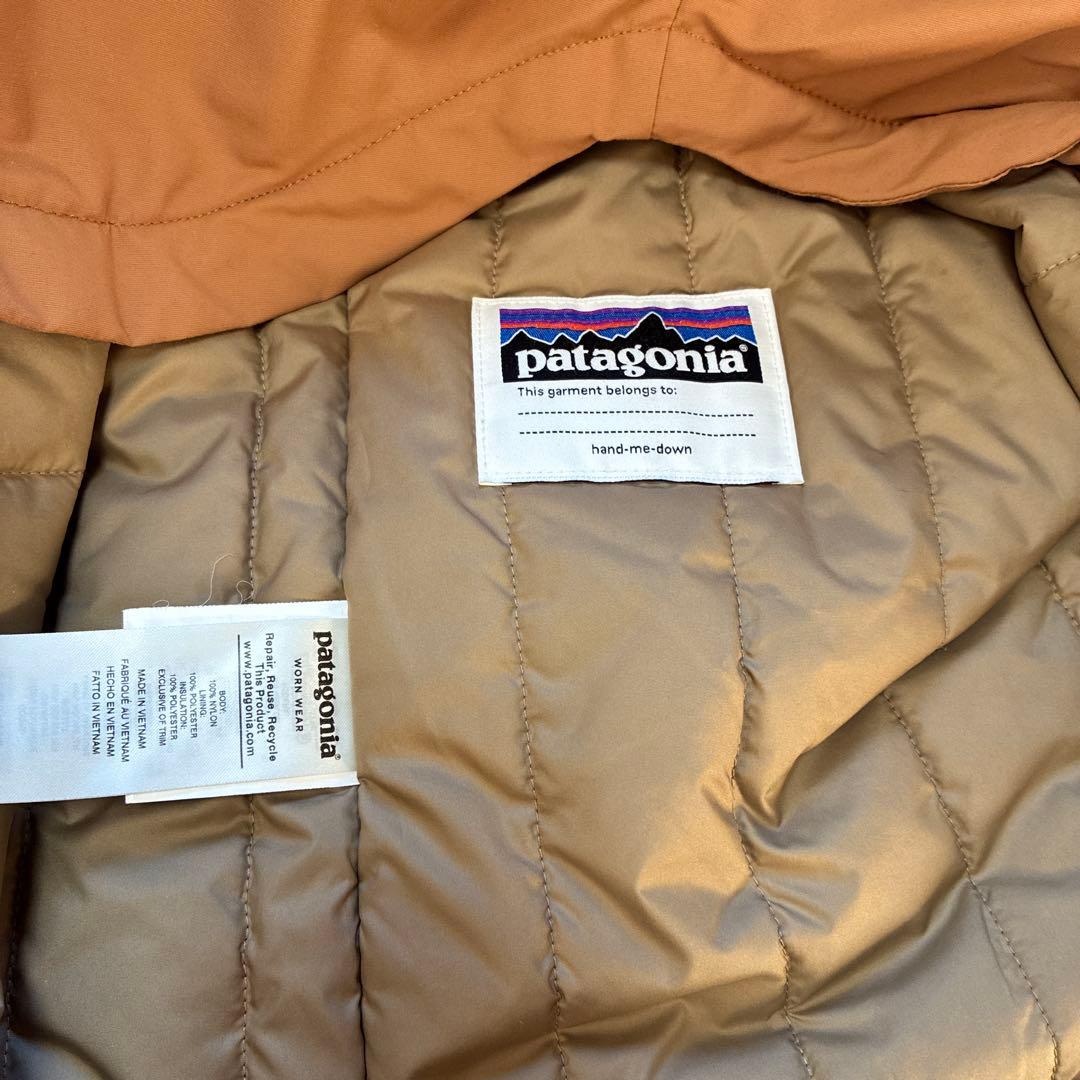 patagonia®
This garment belongs to:
hand-me-down
patagonia®
WORN WEAR
Repair, Reuse, Recycle
This Product
www.patagonia.com
BODY:
100% NYLON
LINING:
100% POLYESTER
INSULATION:
100% POLYESTER
EXCLUSIVE OF TRIM
MADE IN VIETNAM
FABRIQUÉ AU VIETNAM
HECHO EN VIETNAM
FATTO IN VIETNAM